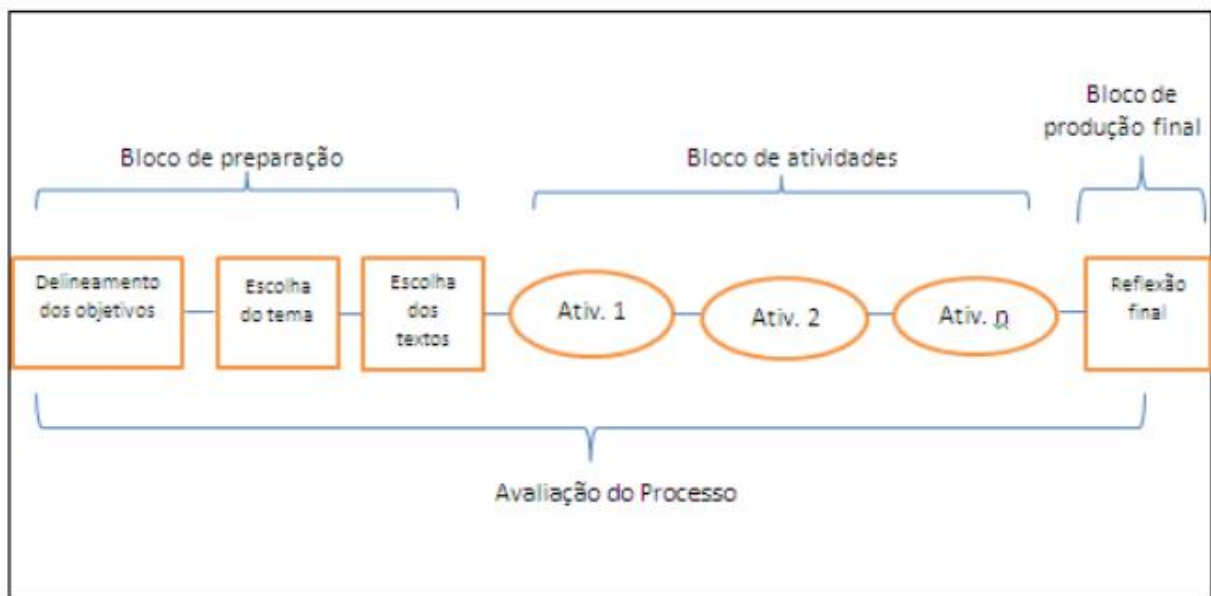 Bloco de preparação
Bloco de atividades
Bloco de
produção final
Delineamento
dos objetivos
Escolha
do tema
Escolha
dos
textos
Ativ. 1
Ativ. 2
Ativ. n
Reflexão
final
Avaliação do Processo